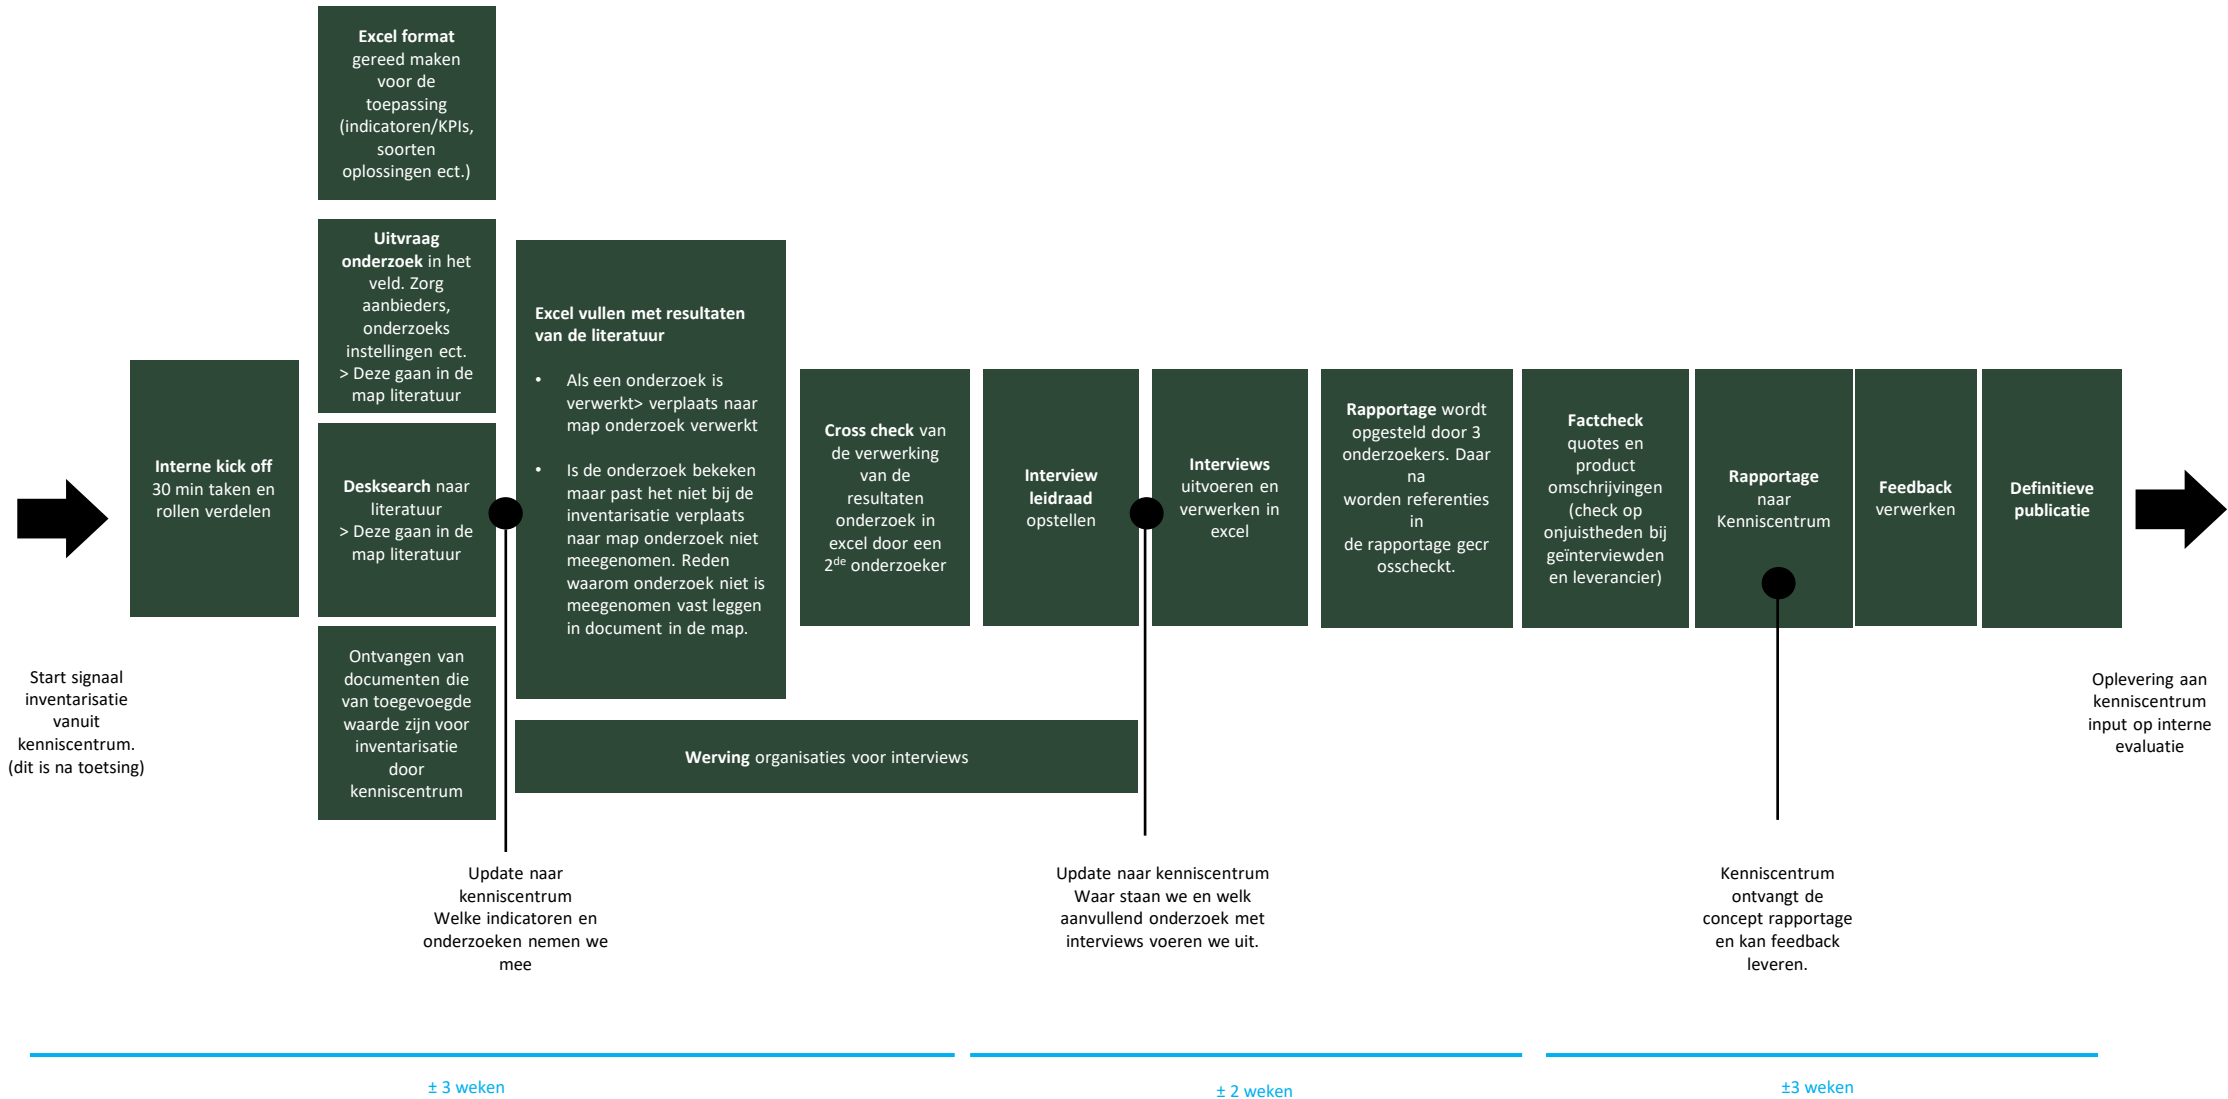 Excel format
gereed maken
voor de
toepassing
(indicatoren/KPIs,
soorten
oplossingen ect.)
Uitvraag
onderzoek in het
veld. Zorg
aanbieders,
onderzoeks
instellingen ect.
> Deze gaan in de
map literatuur
Interne kick off
30 min taken en
rollen verdelen
Desksearch naar
literatuur
> Deze gaan in de
map literatuur
Ontvangen van
documenten die
van toegevoegde
waarde zijn voor
inventarisatie
door
kenniscentrum
Excel vullen met resultaten
van de literatuur
• Als een onderzoek is
verwerkt> verplaats naar
map onderzoek verwerkt
• Is de onderzoek bekeken
maar past het niet bij de
inventarisatie verplaats
naar map onderzoek niet
meegenomen. Reden
waarom onderzoek niet is
meegenomen vast leggen
in document in de map.
Werving organisaties voor interviews
Cross check van
de verwerking
van de
resultaten
onderzoek in
excel door een
2de onderzoeker
Interview
leidraad
opstellen
Interviews
uitvoeren en
verwerken in
excel
Rapportage wordt
opgesteld door 3
onderzoekers. Daar
na
worden referenties
in
de rapportage gecr
osscheckt.
Factcheck
quotes en
product
omschrijvingen
(check op
onjuistheden bij
geïnterviewden
en leverancier)
Rapportage
naar
Kenniscentrum
Feedback
verwerken
Definitieve
publicatie
Start signaal
inventarisatie
vanuit
kenniscentrum.
(dit is na toetsing)
Oplevering aan
kenniscentrum
input op interne
evaluatie
Update naar
kenniscentrum
Welke indicatoren en
onderzoeken nemen we
mee
Update naar kenniscentrum
Waar staan we en welk
aanvullend onderzoek met
interviews voeren we uit.
Kenniscentrum
ontvangt de
concept rapportage
en kan feedback
leveren.
± 3 weken
± 2 weken
±3 weken